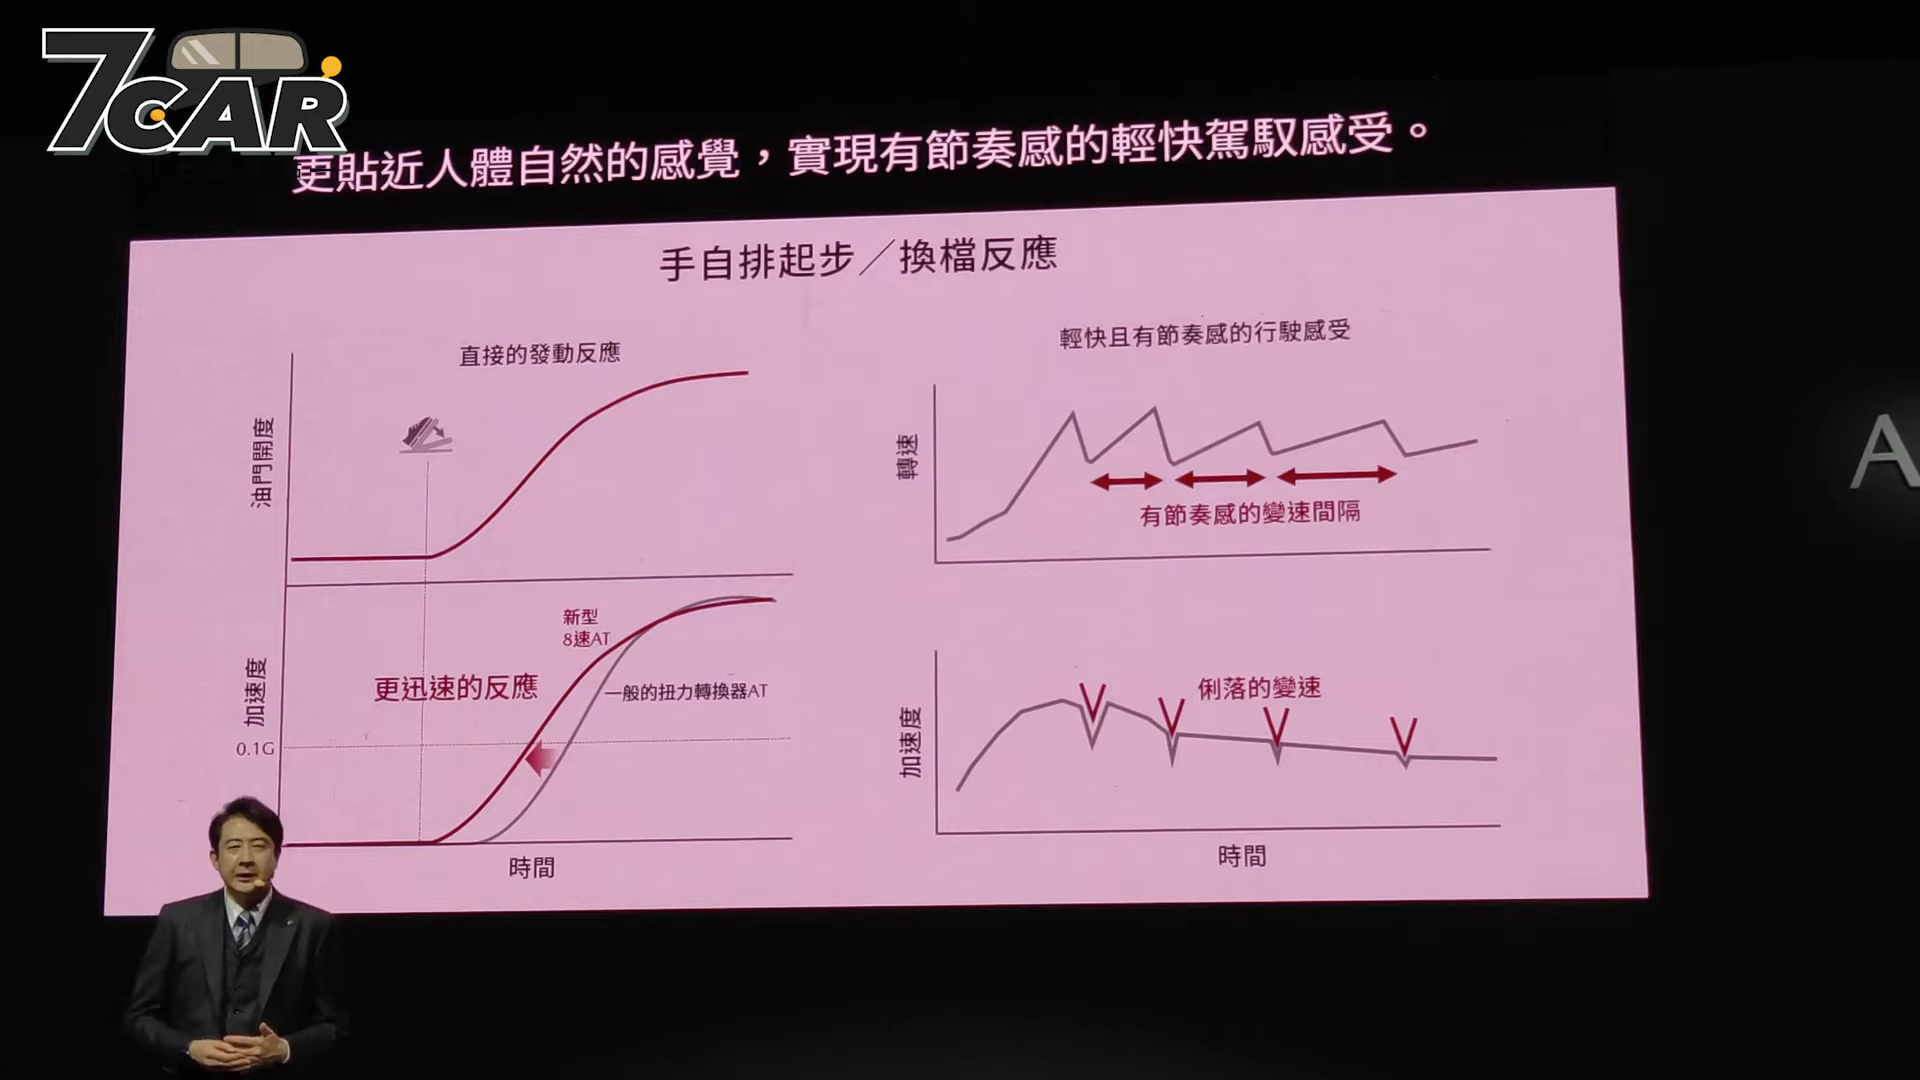 7CAR
更貼近人體自然的感覺，實現有節奏感的輕快駕馭感受。
手自排起步／換檔反應
直接的發動反應
油門開度
新型
8速AT
更迅速的反應
一般的扭力轉換器AT
加速度
0.1G
時間
輕快且有節奏感的行駛感受
轉速
有節奏感的變速間隔
俐落的變速
加速度
時間
A